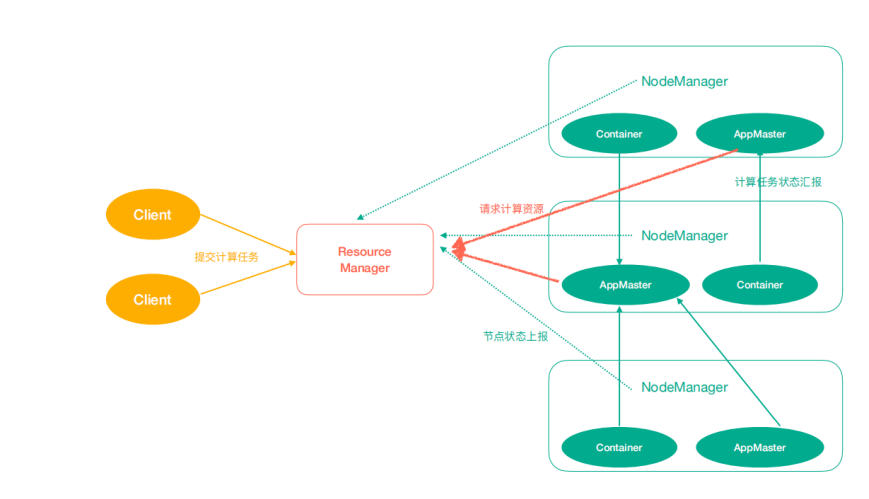 NodeManager
Container
AppMaster
计算任务状态汇报
请求计算资源
Client
提交计算任务
Client
Resource
Manager
NodeManager
AppMaster
Container
节点状态上报
NodeManager
Container
AppMaster